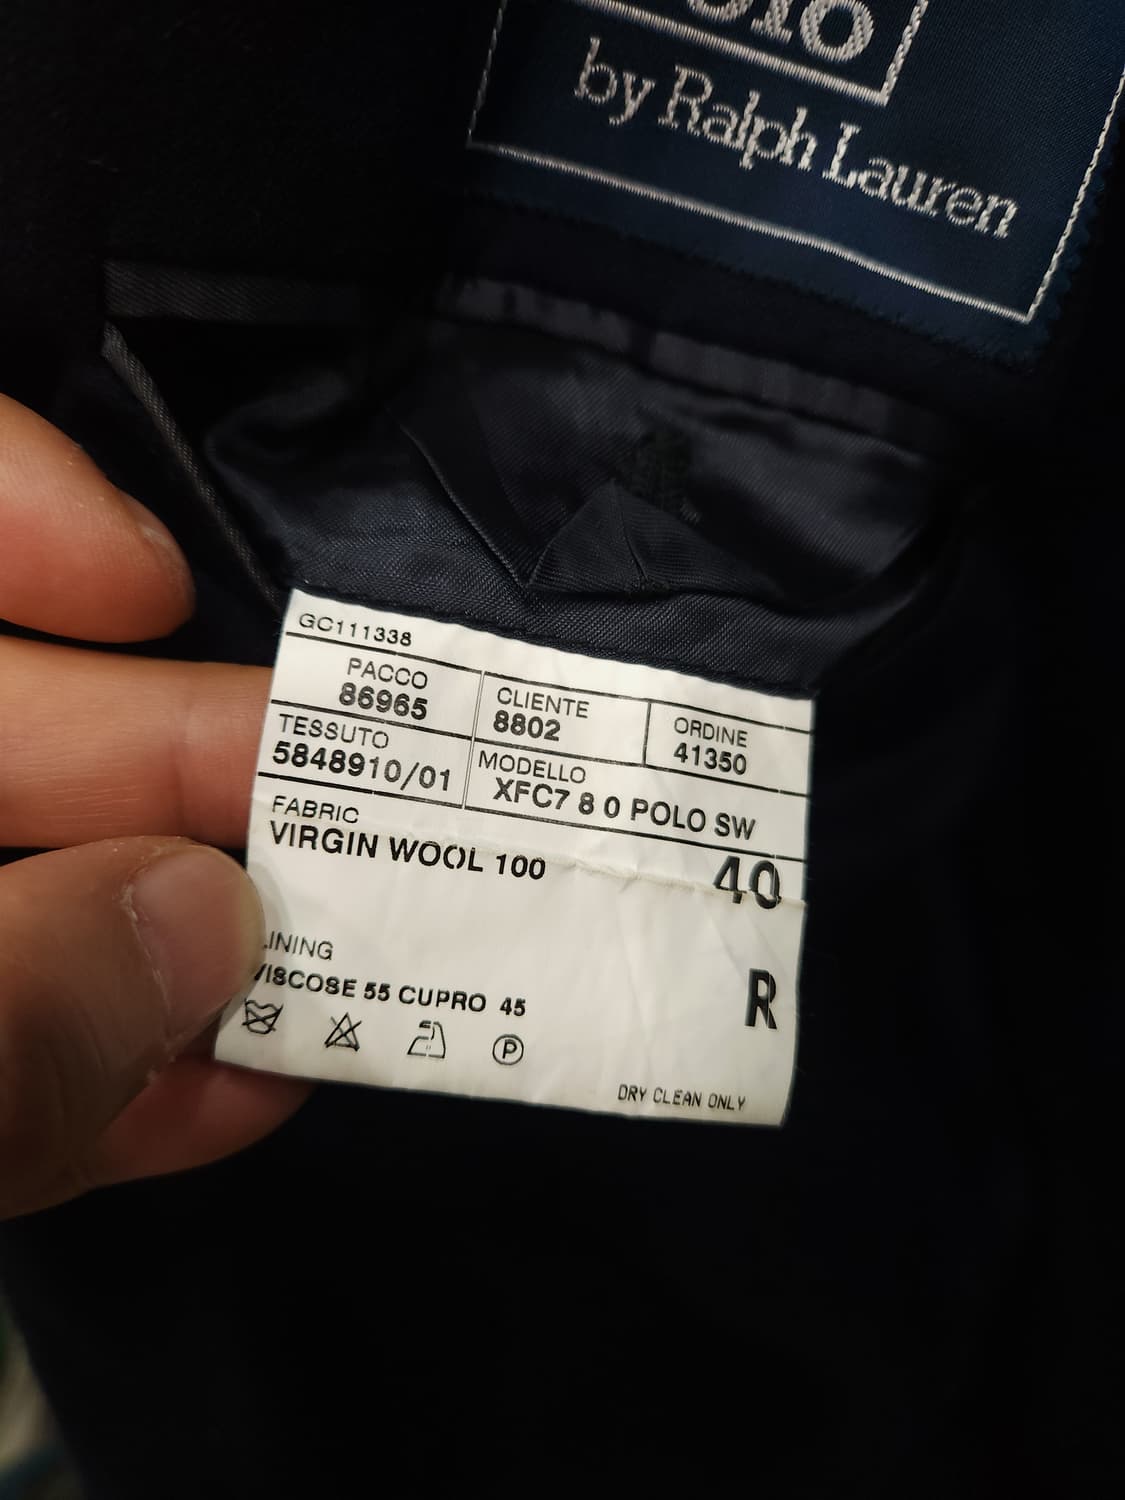 by Ralph Lauren
GC111338
PACCO
86965
CLIENTE
8802
ORDINE
41350
TESSUTO
5848910/01
MODELLO
XFC7 8 0 POLO SW
FABRIC
VIRGIN WOOL 100
40
LINING
VISCOSE 55 CUPRO 45
R
P
DRY CLEAN ONLY